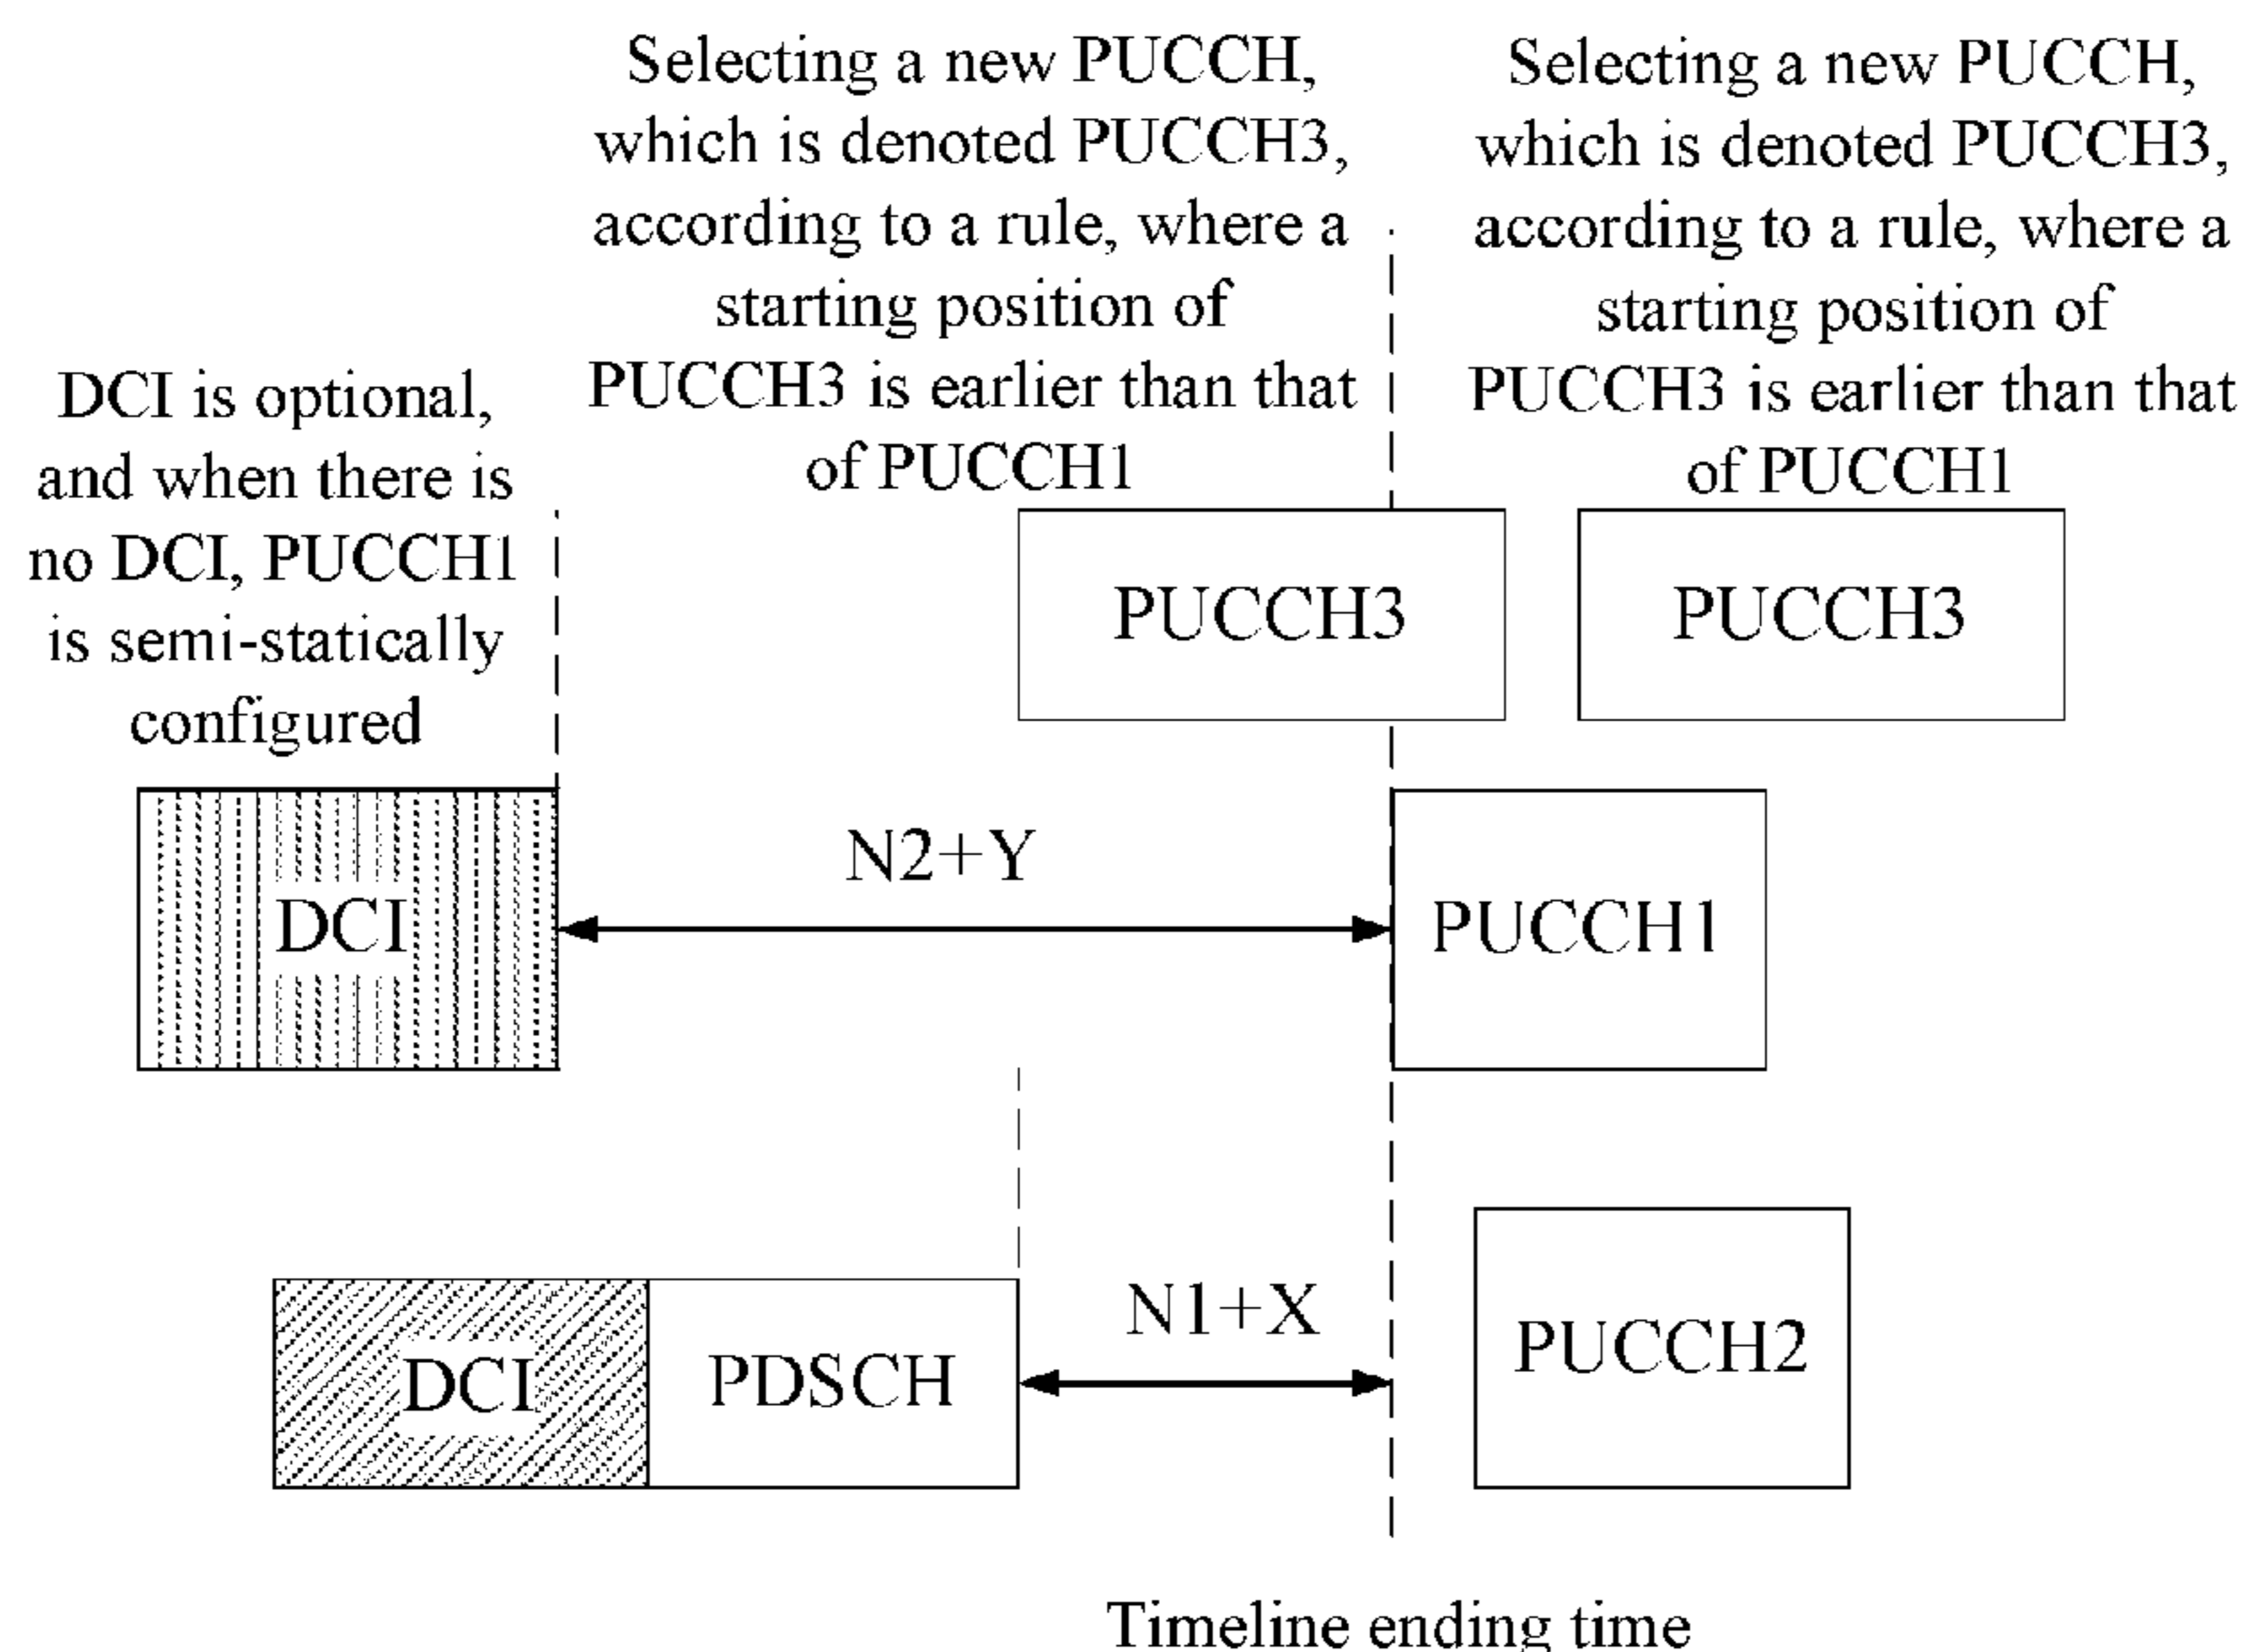 Selecting a new PUCCH,
which is denoted PUCCH3,
according to a rule, where a
starting position of
PUCCH3 is earlier than that
of PUCCH1
Selecting a new PUCCH,
which is denoted PUCCH3,
according to a rule, where a
starting position of
PUCCH3 is earlier than that
of PUCCH1
DCI is optional,
and when there is
no DCI, PUCCH1
is semi-statically
configured
PUCCH3
PUCCH3
DCI
N2+Y
PUCCH1
DCI
PDSCH
N1+X
PUCCH2
Timeline ending time